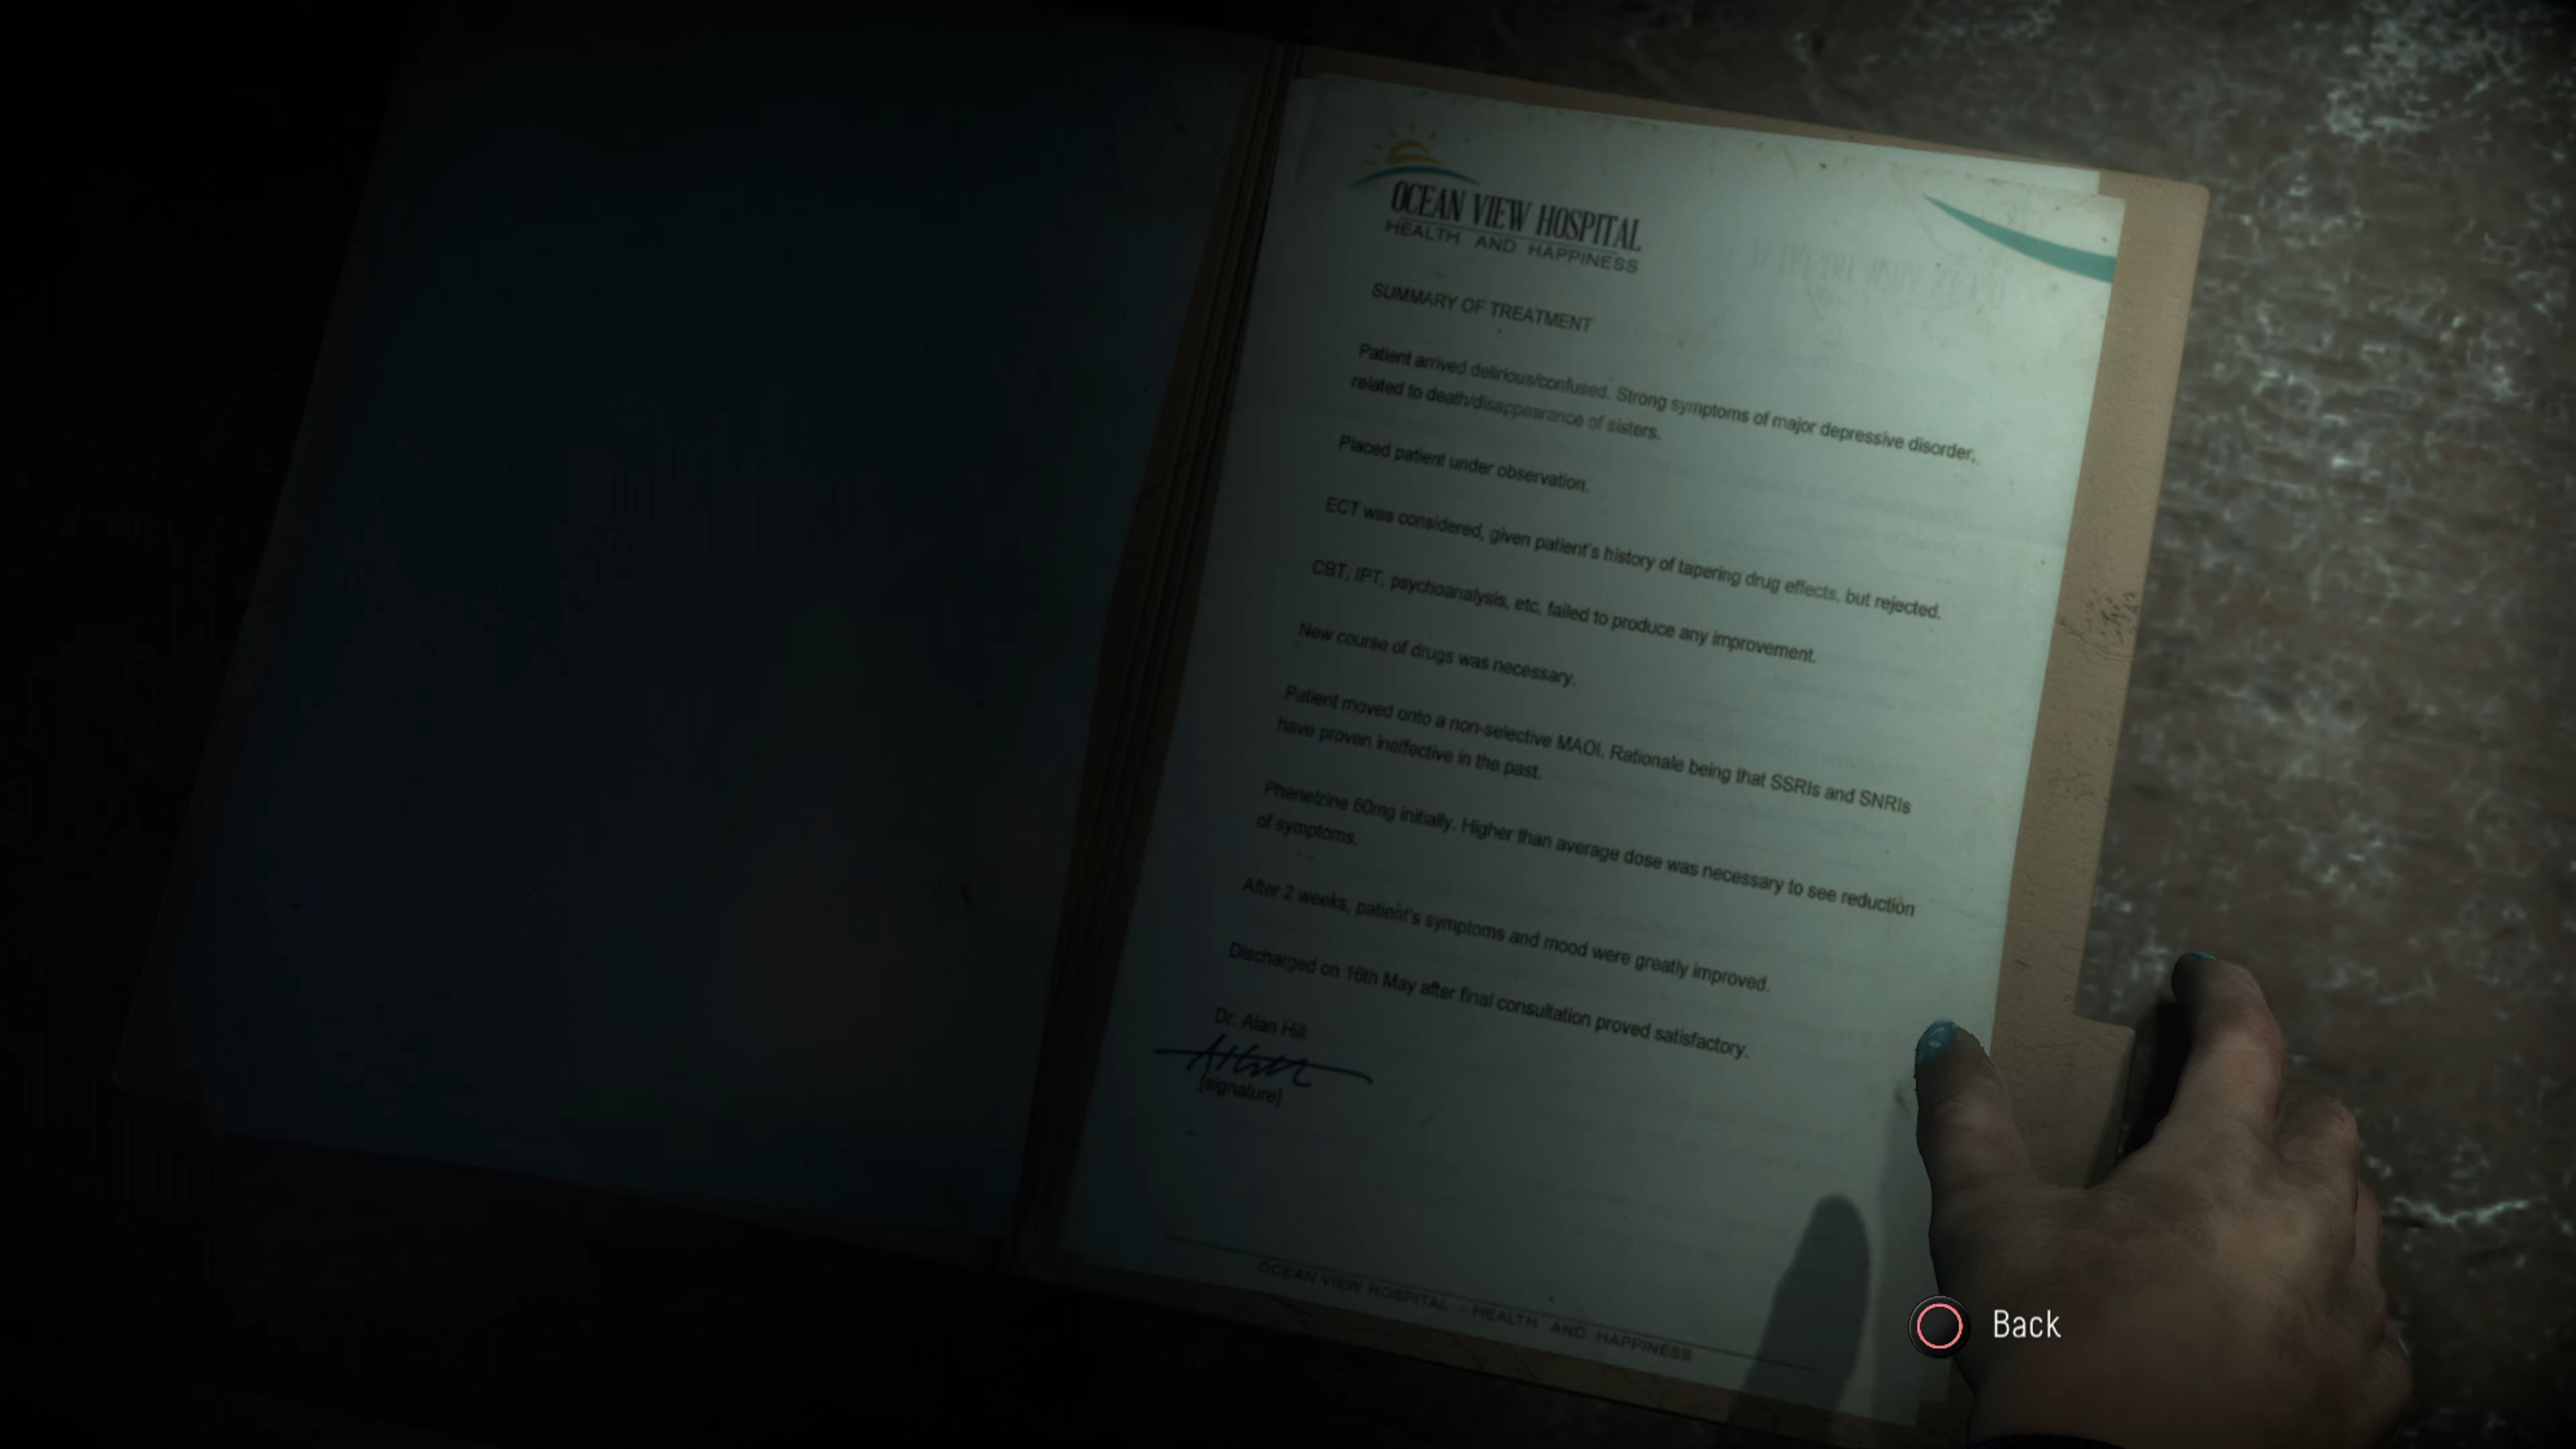 OCEAN VIEW HOSPITAL
HEALTH AND HAPPINESS
SUMMARY OF TREATMENT
Patient arrived delirious/confused. Strong symptoms of major depressive disorder,
related to death/disappearance of sisters.
Placed patient under observation.
ECT was considered, given patient's history of tapering drug effects, but rejected.
CBT, IPT, psychoanalysis, etc, failed to produce any improvement.
New course of drugs was necessary.
Patient moved onto a non-selective MAOI. Rationale being that SSRIs and SNRIs
have proven ineffective in the past.
Phenelzine 60mg initially. Higher than average dose was necessary to see reduction
of symptoms.
After 2 weeks, patient's symptoms and mood were greatly improved.
Discharged on 16th May after final consultation proved satisfactory.
Dr. Alan Hill
AHill
[signature]
OCEAN VIEW HOSPITAL - HEALTH AND HAPPINESS
Back